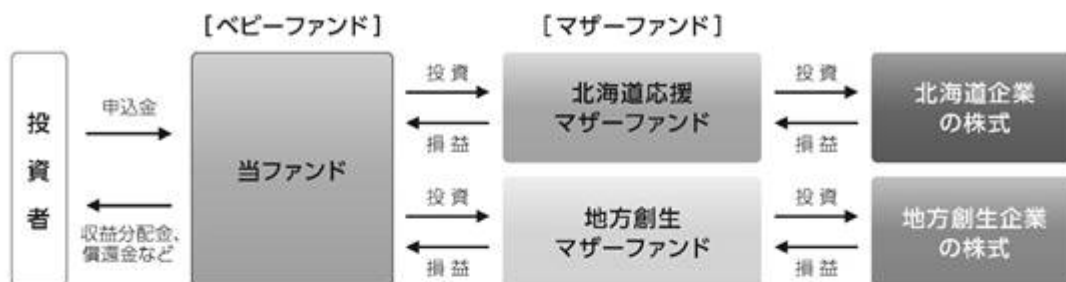 [ベビーファンド]
[マザーファンド]
投資者
申込金
収益分配金、
償還金など
当ファンド
投資
損益
北海道応援
マザーファンド
投資
損益
北海道企業
の株式
投資
損益
地方創生
マザーファンド
投資
損益
地方創生企業
の株式